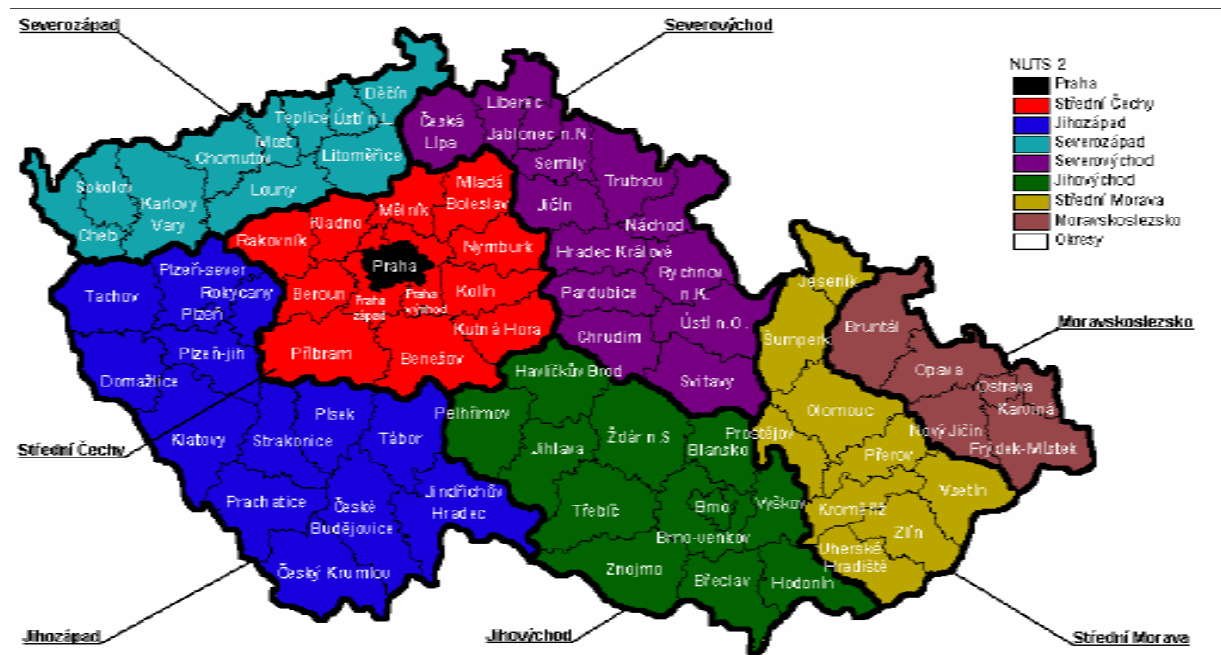 Severozápad
Severovýchod
NUTS 2
Praha
Střední Čechy
Jihozápad
Severozápad
Severovýchod
Jihovýchod
Střední Morava
Moravskoslezsko
Okresy
Děčín
Teplice
Ústí n.L.
Most
Chomutov
Litoměřice
Louny
Sokolov
Karlovy
Vary
Cheb
Liberec
Česká
Lípa
Jablonec n.N.
Semily
Trutnov
Jičín
Náchod
Hradec Králové
Rychnov
n.K.
Pardubice
Ústí n.O.
Chrudim
Svitavy
Mladá
Boleslav
Mělník
Kladno
Rakovník
Nymburk
Praha
Beroun
Praha
západ
Praha
východ
Kolín
Kutná Hora
Příbram
Benešov
Plzeň-sever
Tachov
Rokycany
Plzeň
Plzeň-jih
Domažlice
Klatovy
Písek
Strakonice
Tábor
Prachatice
České
Budějovice
Jindřichův
Hradec
Český Krumlov
Havlíčkův Brod
Pelhřimov
Jihlava
Ždár n.S
Blansko
Třebíč
Brno
Vyškov
Brno-venkov
Znojmo
Břeclav
Hodonín
Jeseník
Šumperk
Olomouc
Prostějov
Přerov
Kroměříž
Vsetín
Zlín
Uherské
Hradiště
Bruntál
Opava
Ostrava
Karviná
Nový Jičín
Frýdek-Místek
Moravskoslezsko
Střední Čechy
Jihozápad
Jihovýchod
Střední Morava